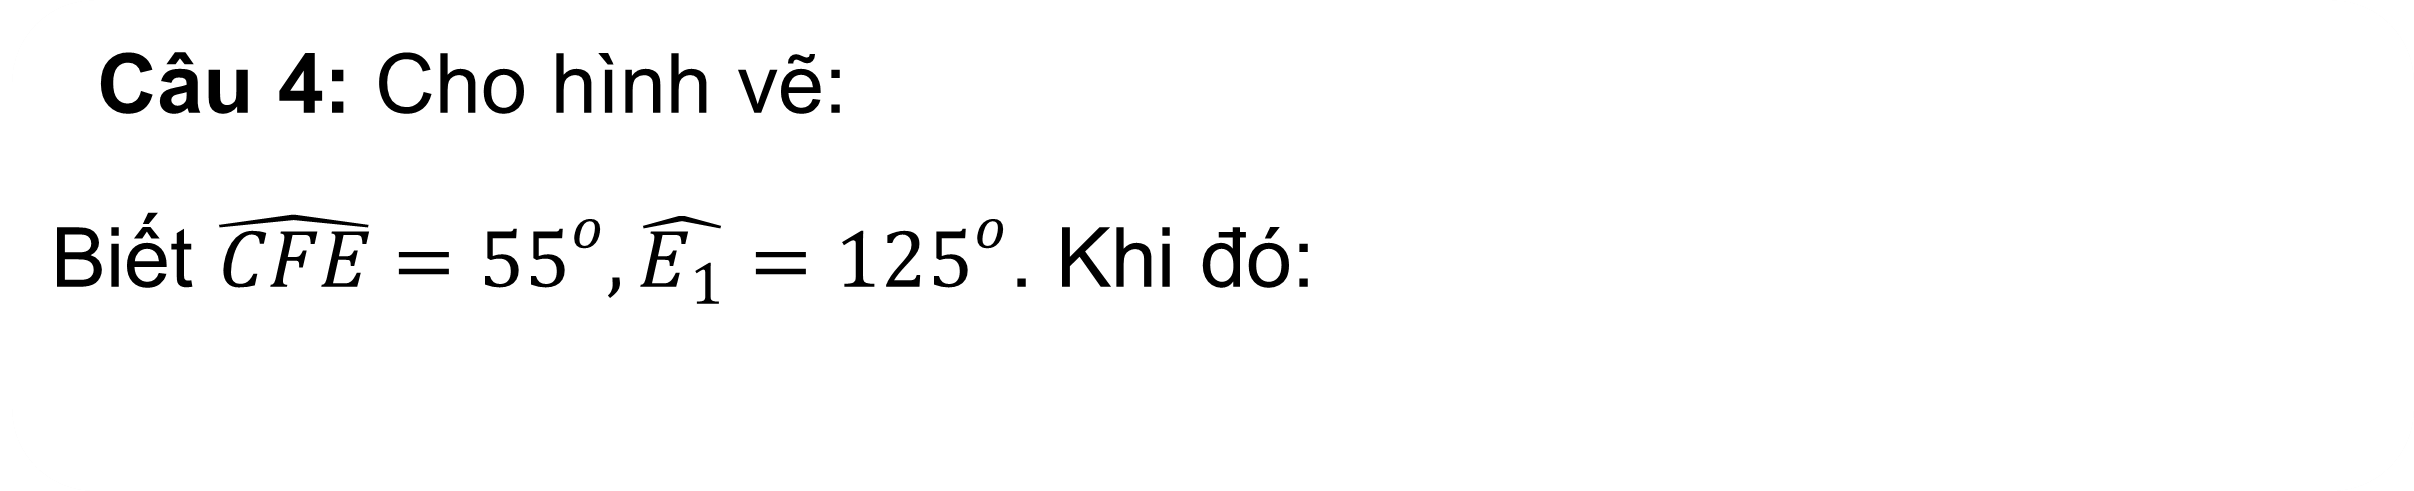 Câu 4: Cho hình vẽ:
Biết $\widehat{CFE} = 55^o, \widehat{E_1} = 125^o$. Khi đó: